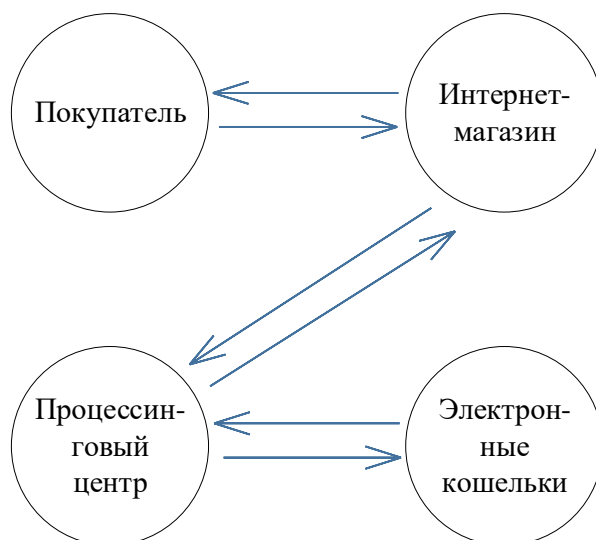 Покупатель
Интернет-
магазин
Процессин-
говый
центр
Электрон-
ные
кошельки